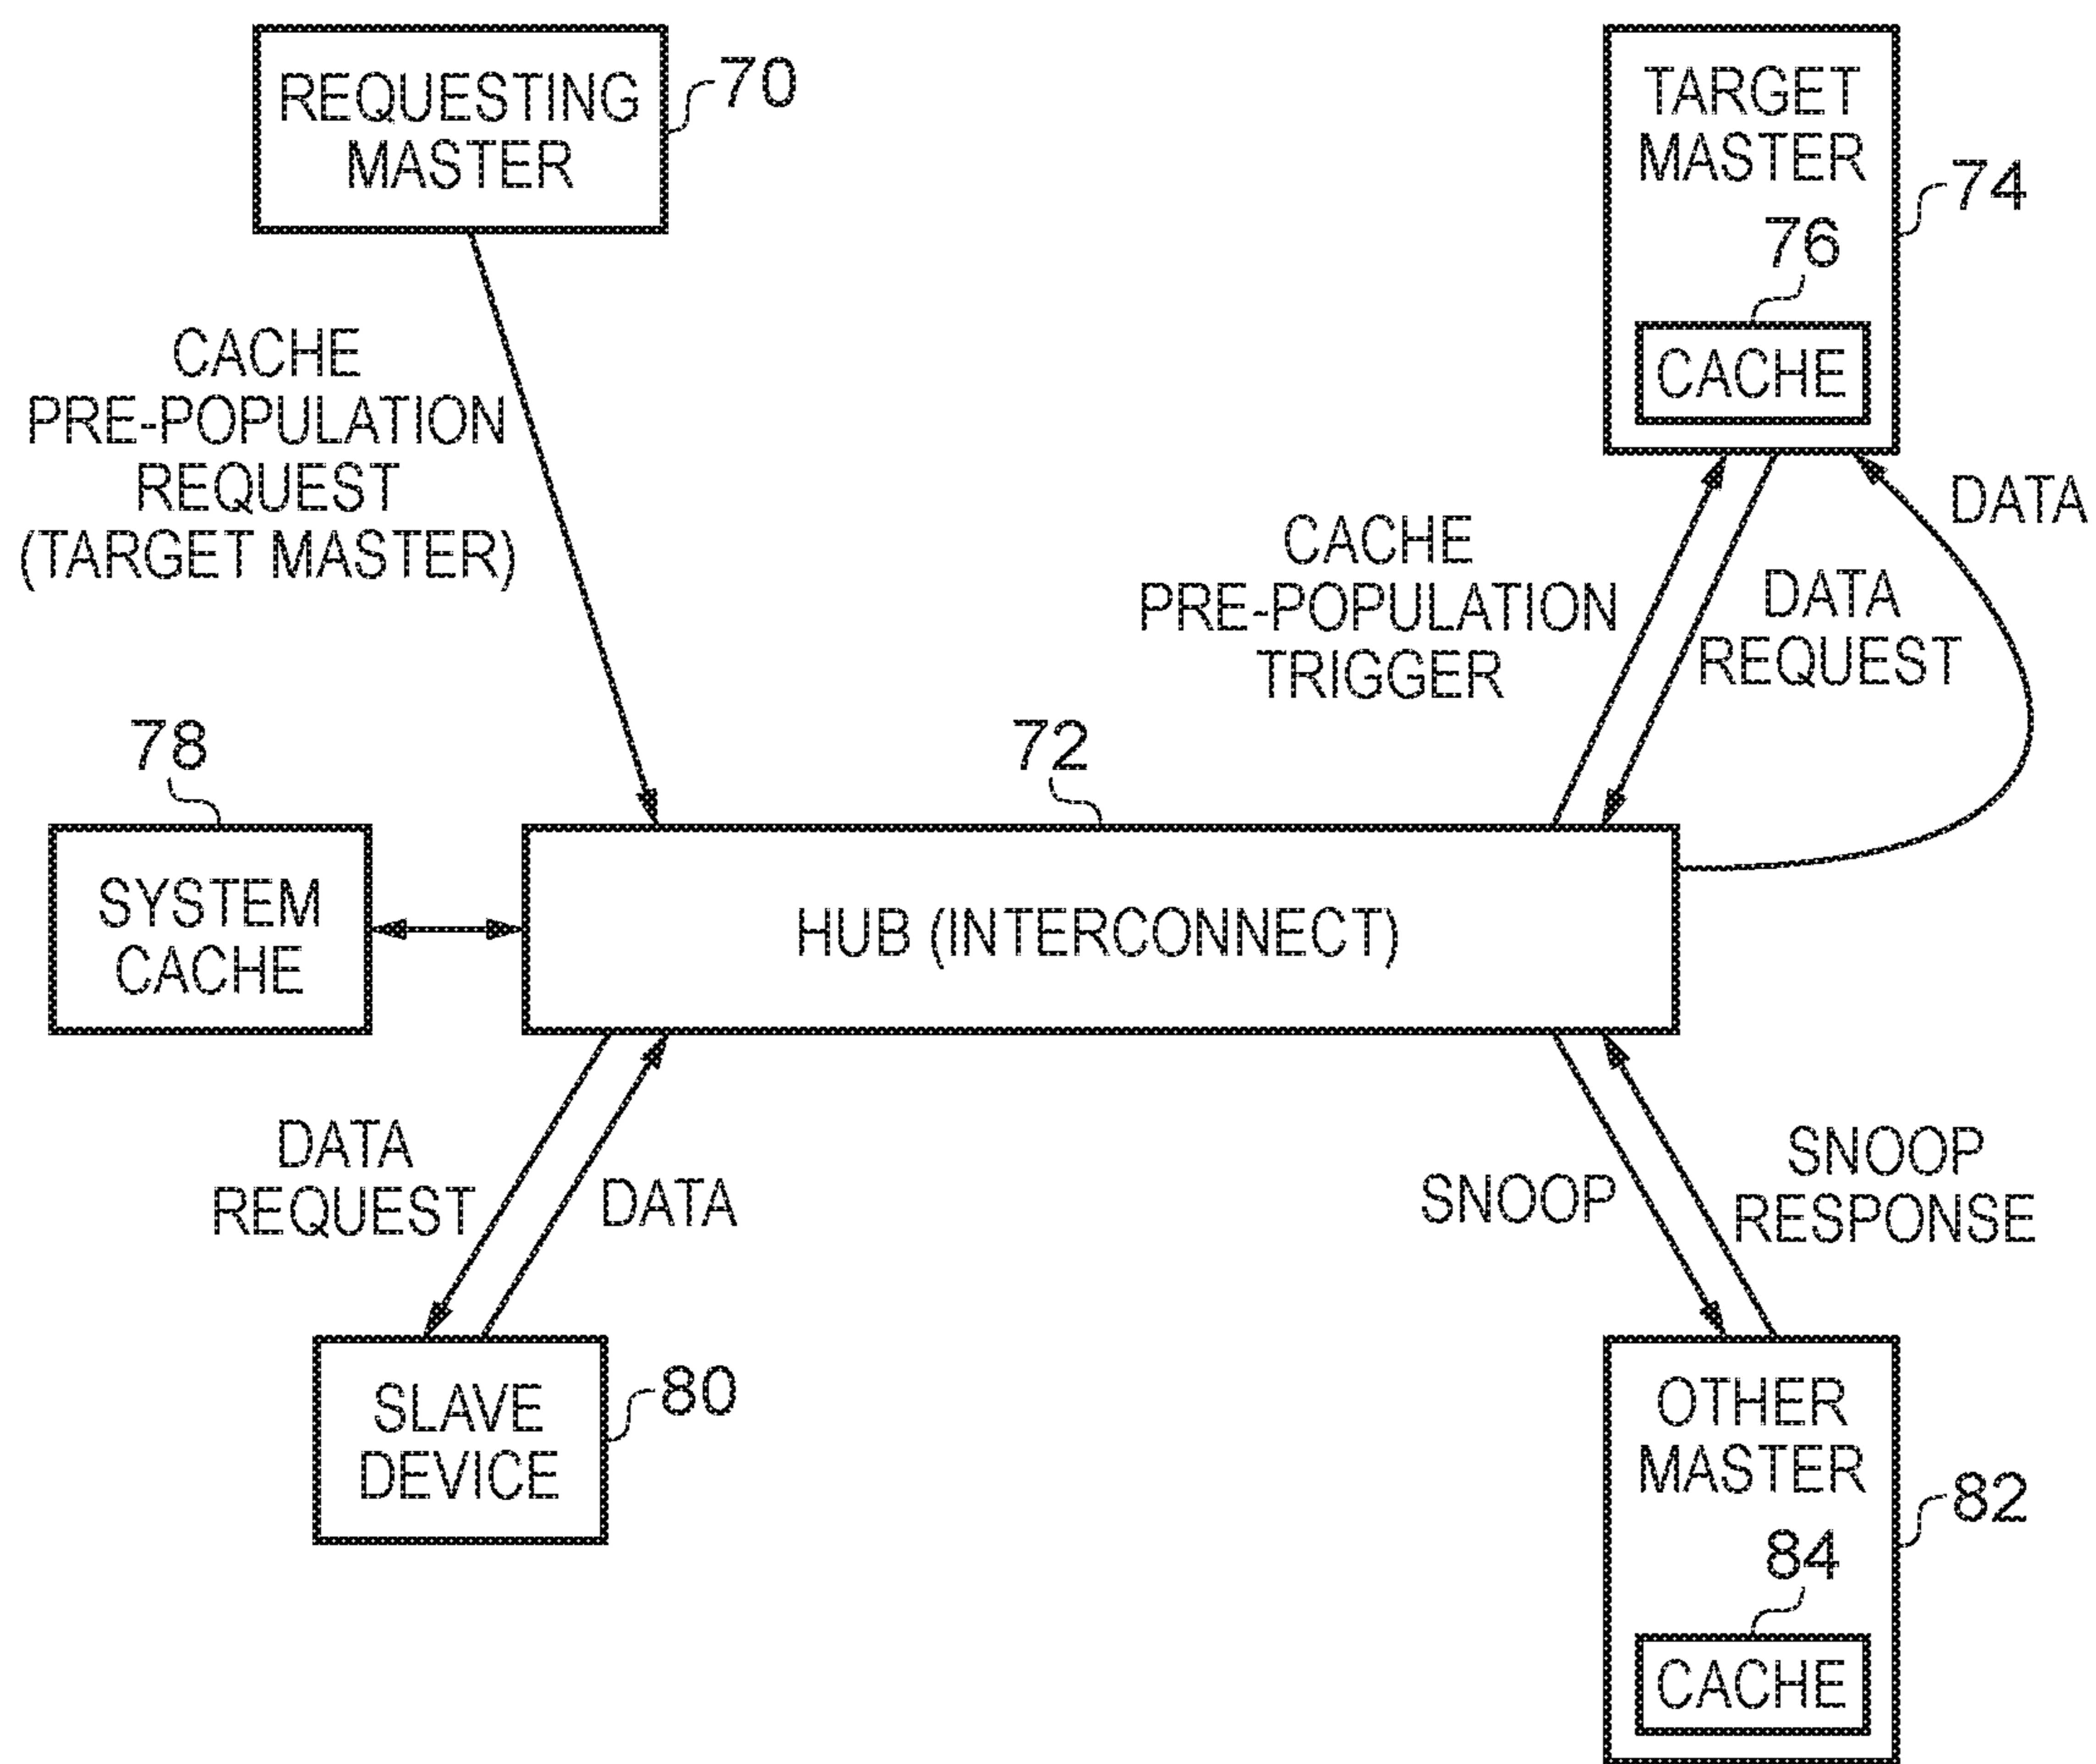 REQUESTING
MASTER
70
TARGET
MASTER
74
76
CACHE
CACHE
PRE-POPULATION
REQUEST
(TARGET MASTER)
CACHE
PRE-POPULATION
TRIGGER
DATA
REQUEST
DATA
78
SYSTEM
CACHE
72
HUB (INTERCONNECT)
DATA
REQUEST
DATA
SNOOP
SNOOP
RESPONSE
SLAVE
DEVICE
80
OTHER
MASTER
82
84
CACHE